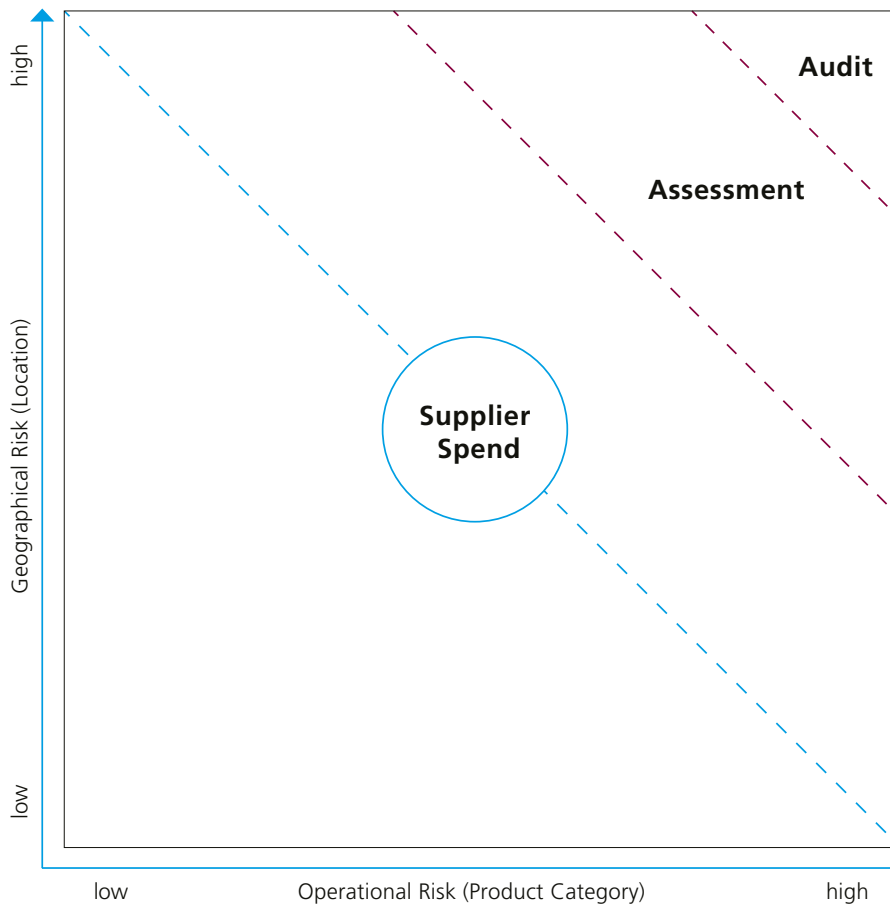 high
Audit
Assessment
Geographical Risk (Location)
Supplier
Spend
low
low
Operational Risk (Product Category)
high